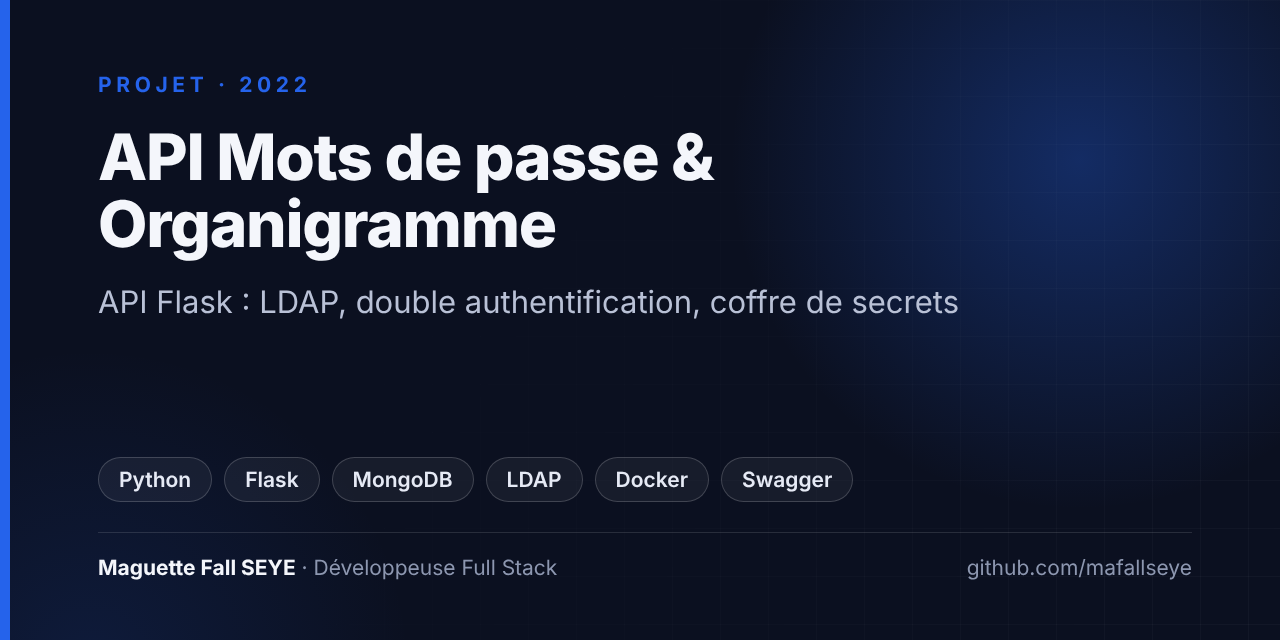 PROJET · 2022
API Mots de passe &
Organigramme
API Flask : LDAP, double authentification, coffre de secrets
Python Flask MongoDB LDAP Docker Swagger
Maguette Fall SEYE · Développeuse Full Stack github.com/mafallseye